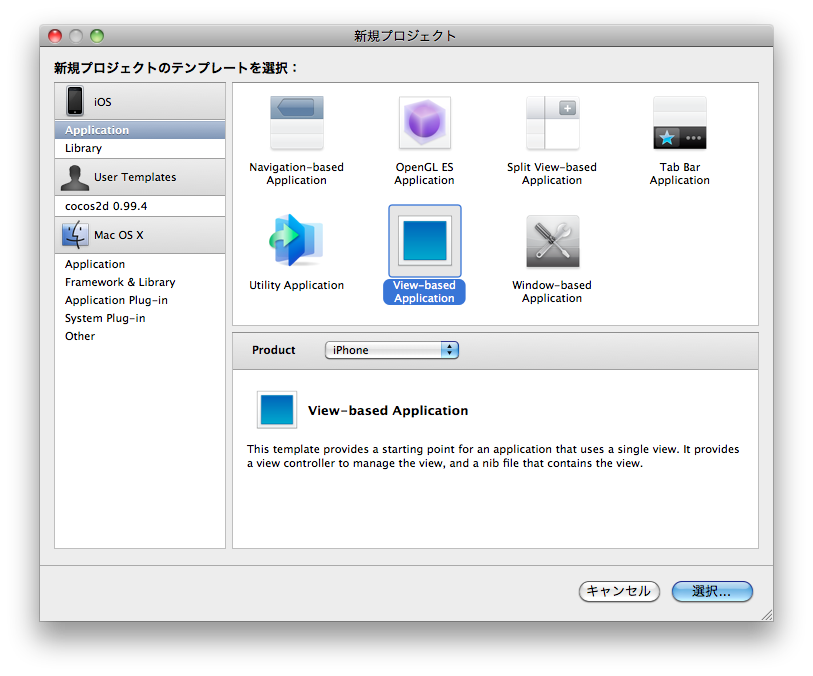 新規プロジェクト
新規プロジェクトのテンプレートを選択：
iOS
Application
Library
User Templates
cocos2d 0.99.4
Mac OS X
Application
Framework & Library
Application Plug-in
System Plug-in
Other
Navigation-based
Application
OpenGL ES
Application
Split View-based
Application
Tab Bar
Application
Utility Application
View-based
Application
Window-based
Application
Product
iPhone
View-based Application
This template provides a starting point for an application that uses a single view. It provides
a view controller to manage the view, and a nib file that contains the view.
キャンセル
選択...